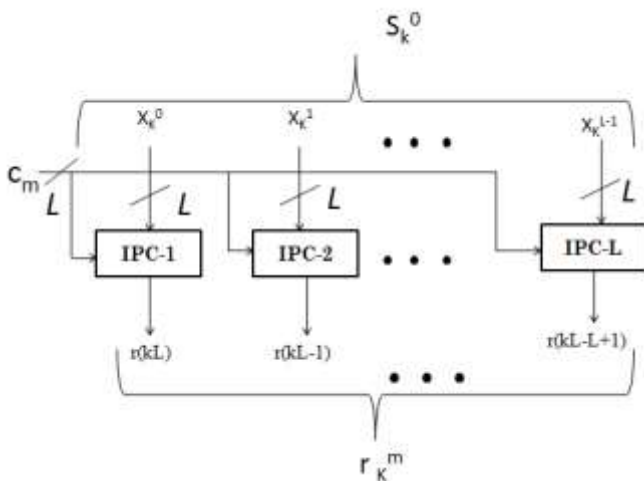 S_k^0
X_K^0 X_K^1 X_K^{L-1}
c_m L L L L
IPC-1 IPC-2 IPC-L
r(kL) r(kL-1) r(kL-L+1)
r_K^m